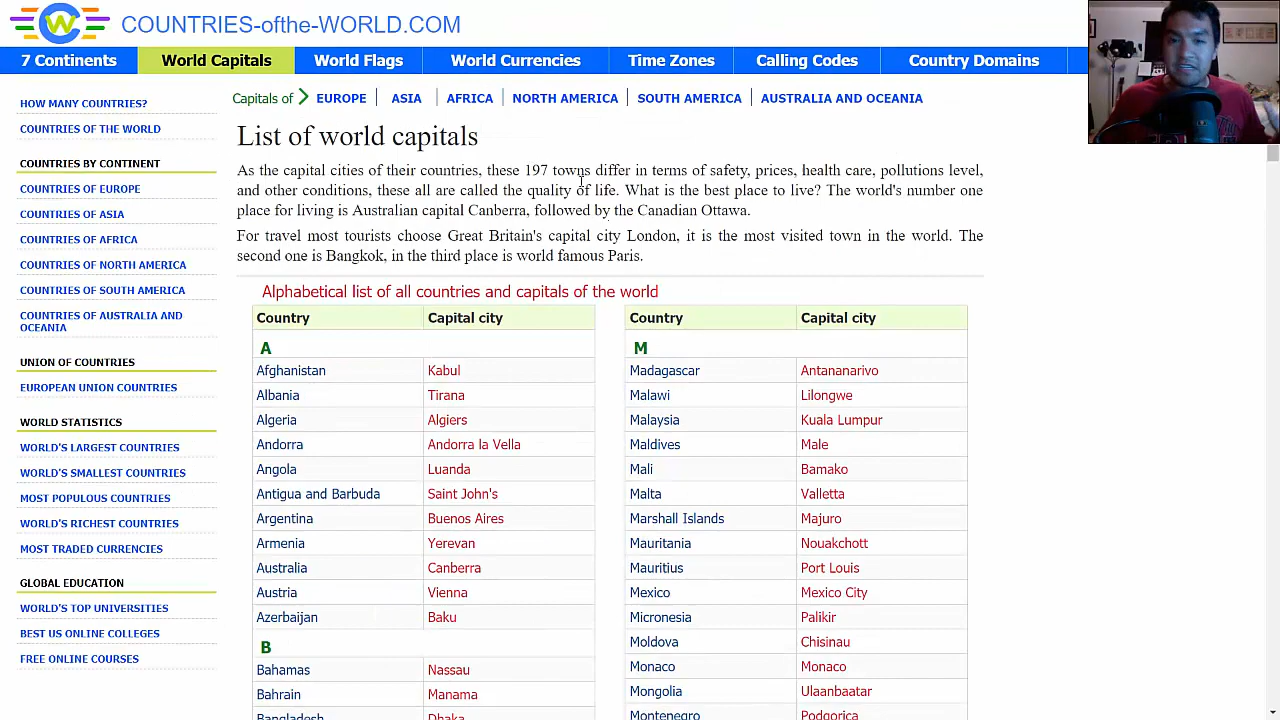 COUNTRIES-ofthe-WORLD.COM
7 Continents World Capitals World Flags World Currencies Time Zones Calling Codes Country Domains
HOW MANY COUNTRIES?
COUNTRIES OF THE WORLD
COUNTRIES BY CONTINENT
COUNTRIES OF EUROPE
COUNTRIES OF ASIA
COUNTRIES OF AFRICA
COUNTRIES OF NORTH AMERICA
COUNTRIES OF SOUTH AMERICA
COUNTRIES OF AUSTRALIA AND
OCEANIA
UNION OF COUNTRIES
EUROPEAN UNION COUNTRIES
WORLD STATISTICS
WORLD'S LARGEST COUNTRIES
WORLD'S SMALLEST COUNTRIES
MOST POPULOUS COUNTRIES
WORLD'S RICHEST COUNTRIES
MOST TRADED CURRENCIES
GLOBAL EDUCATION
WORLD'S TOP UNIVERSITIES
BEST US ONLINE COLLEGES
FREE ONLINE COURSES
Capitals of EUROPE ASIA AFRICA NORTH AMERICA SOUTH AMERICA AUSTRALIA AND OCEANIA
List of world capitals
As the capital cities of their countries, these 197 towns differ in terms of safety, prices, health care, pollutions level,
and other conditions, these all are called the quality of life. What is the best place to live? The world's number one
place for living is Australian capital Canberra, followed by the Canadian Ottawa.
For travel most tourists choose Great Britain's capital city London, it is the most visited town in the world. The
second one is Bangkok, in the third place is world famous Paris.
Alphabetical list of all countries and capitals of the world
Country Capital city
A
Afghanistan Kabul
Albania Tirana
Algeria Algiers
Andorra Andorra la Vella
Angola Luanda
Antigua and Barbuda Saint John's
Argentina Buenos Aires
Armenia Yerevan
Australia Canberra
Austria Vienna
Azerbaijan Baku
B
Bahamas Nassau
Bahrain Manama
Bangladesh Dhaka
Country Capital city
M
Madagascar Antananarivo
Malawi Lilongwe
Malaysia Kuala Lumpur
Maldives Male
Mali Bamako
Malta Valletta
Marshall Islands Majuro
Mauritania Nouakchott
Mauritius Port Louis
Mexico Mexico City
Micronesia Palikir
Moldova Chisinau
Monaco Monaco
Mongolia Ulaanbaatar
Montenegro Podgorica